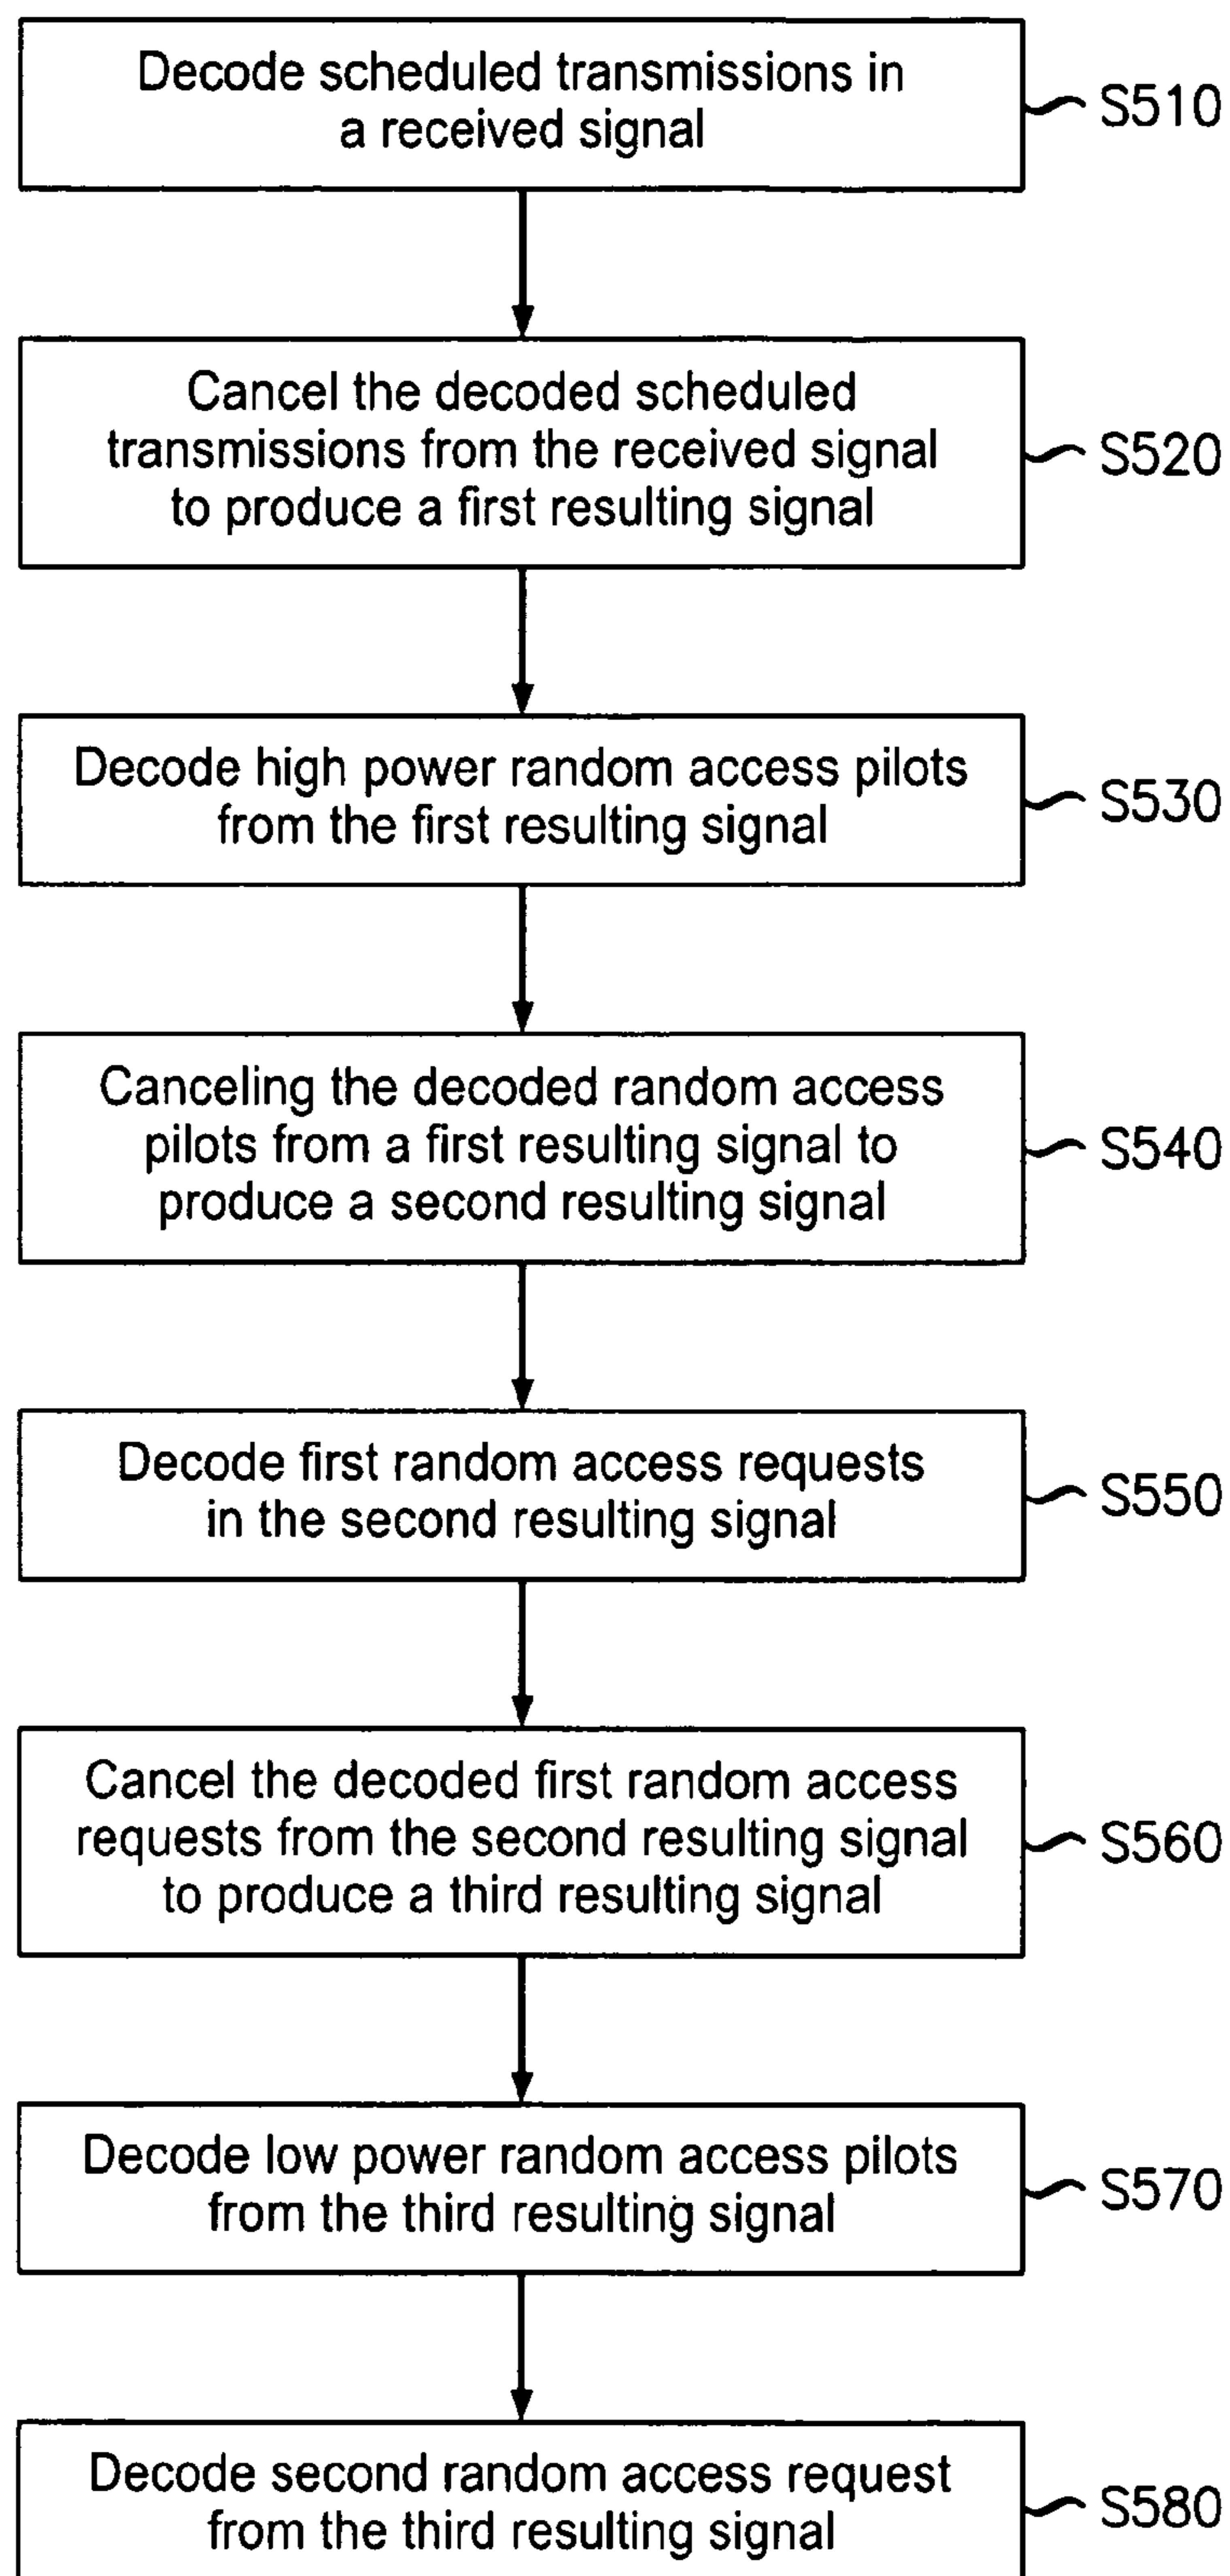 Decode scheduled transmissions in
a received signal
S510
Cancel the decoded scheduled
transmissions from the received signal
to produce a first resulting signal
S520
Decode high power random access pilots
from the first resulting signal
S530
Canceling the decoded random access
pilots from a first resulting signal to
produce a second resulting signal
S540
Decode first random access requests
in the second resulting signal
S550
Cancel the decoded first random access
requests from the second resulting signal
to produce a third resulting signal
S560
Decode low power random access pilots
from the third resulting signal
S570
Decode second random access request
from the third resulting signal
S580